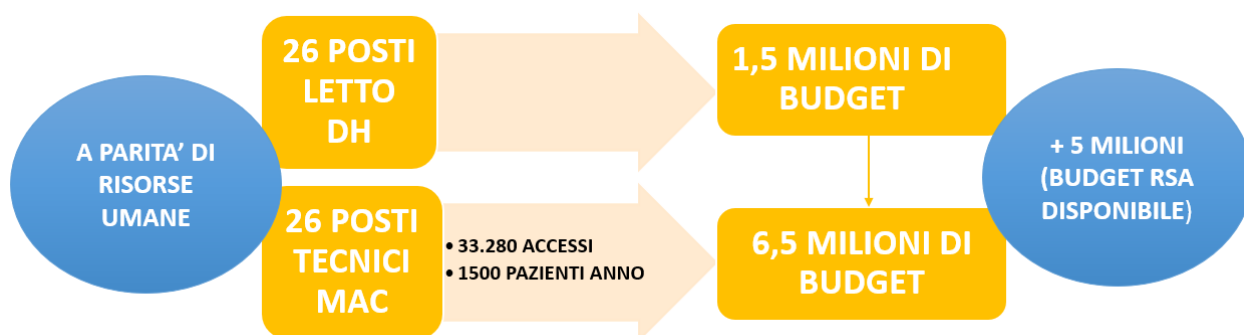 A PARITA’ DI
RISORSE
UMANE
26 POSTI
LETTO
DH
1,5 MILIONI DI
BUDGET
26 POSTI
TECNICI
MAC
• 33.280 ACCESSI
• 1500 PAZIENTI ANNO
6,5 MILIONI DI
BUDGET
+ 5 MILIONI
(BUDGET RSA
DISPONIBILE)